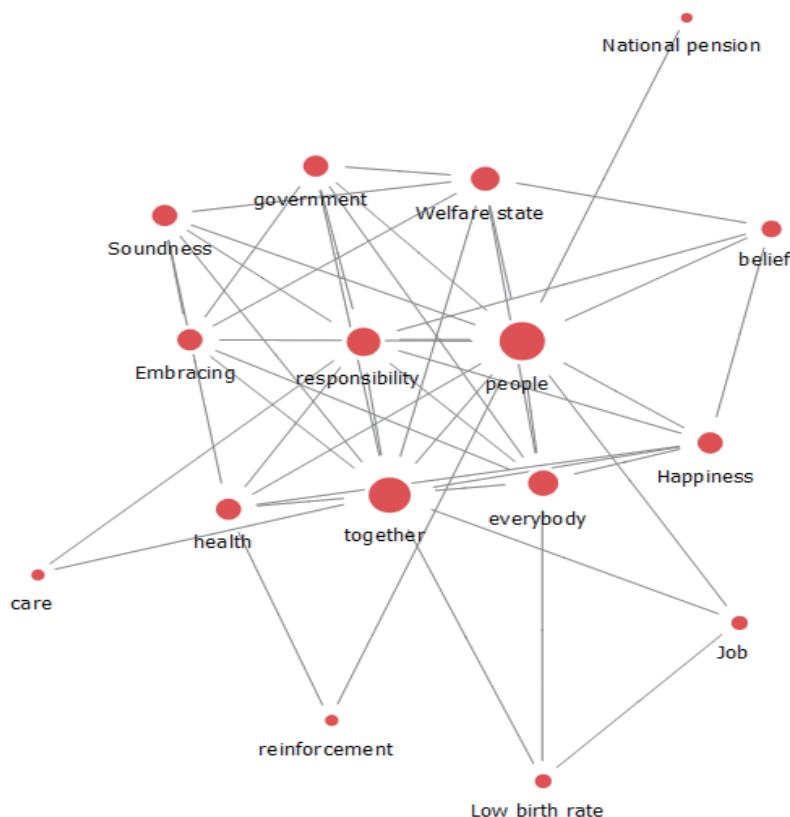 National pension
government
Welfare state
Soundness
belief
Embracing
responsibility
people
Happiness
everybody
together
health
care
Job
reinforcement
Low birth rate